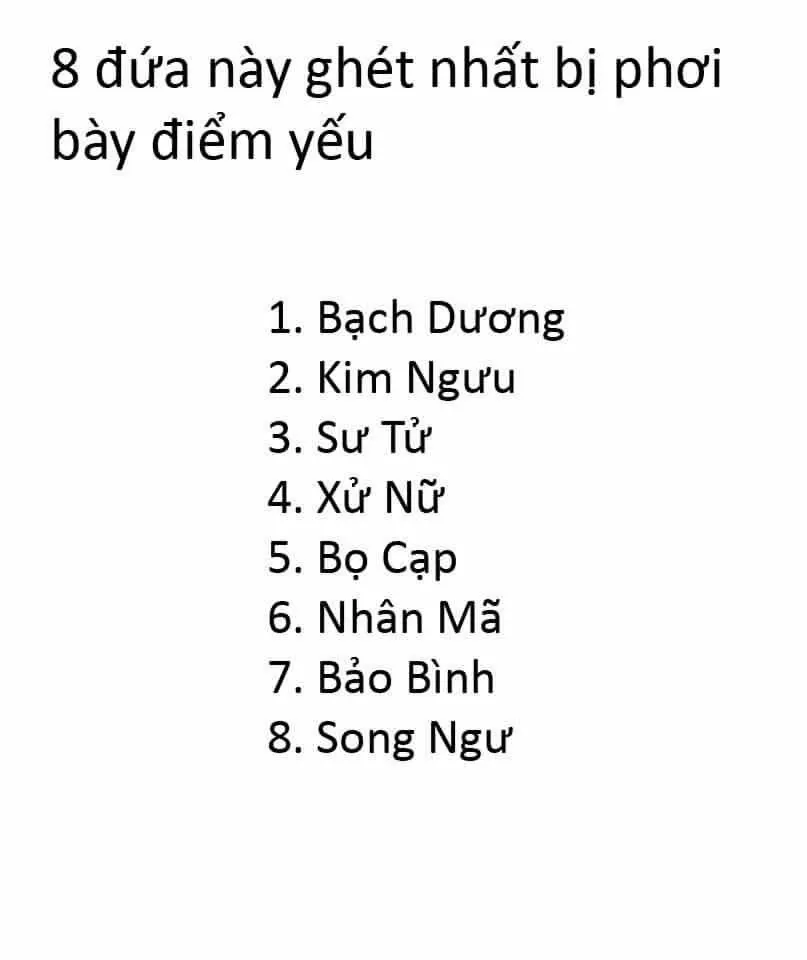 8 đứa này ghét nhất bị phơi
bày điểm yếu
1. Bạch Dương
2. Kim Ngưu
3. Sư Tử
4. Xử Nữ
5. Bọ Cạp
6. Nhân Mã
7. Bảo Bình
8. Song Ngư